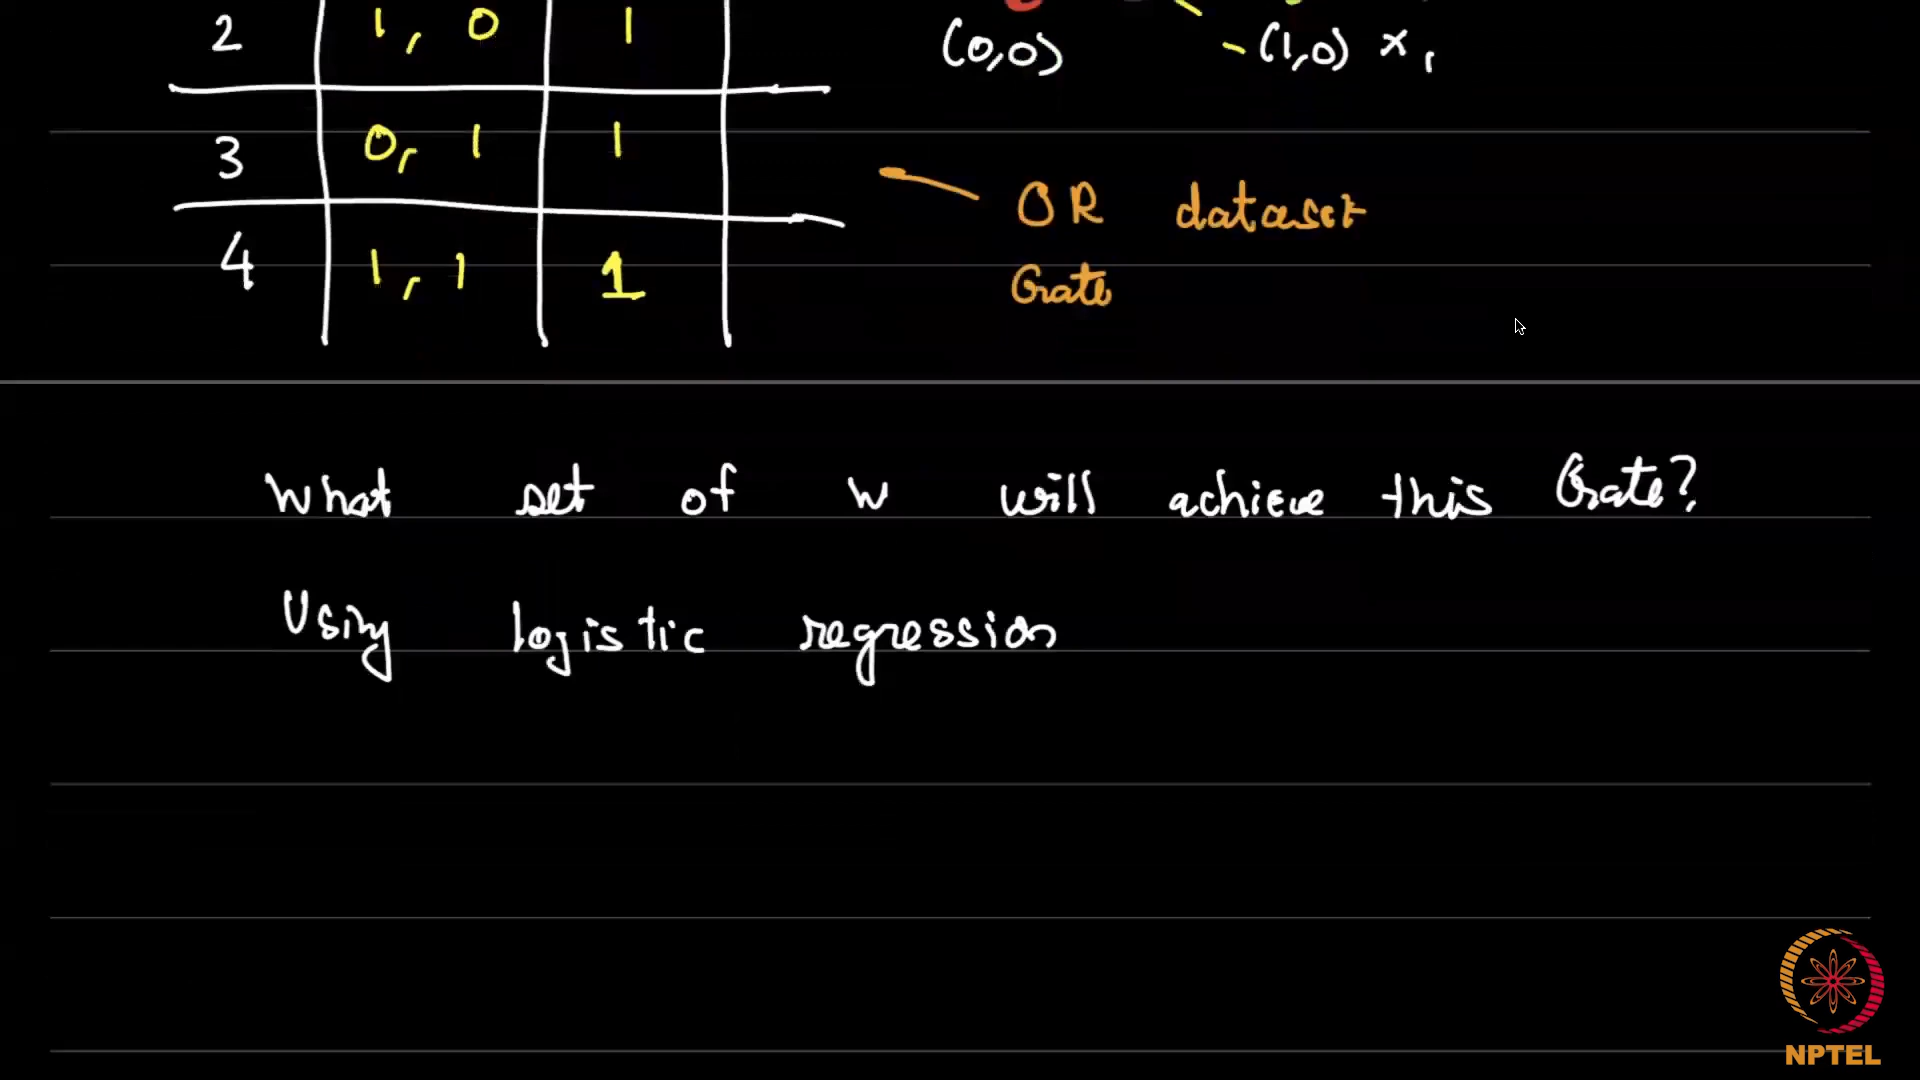 2 1, 0 1
(0,0) (1,0) x₁
3 0, 1 1
OR dataset
4 1, 1 1
Gate
What set of w will achieve this Gate?
Using logistic regression
NPTEL